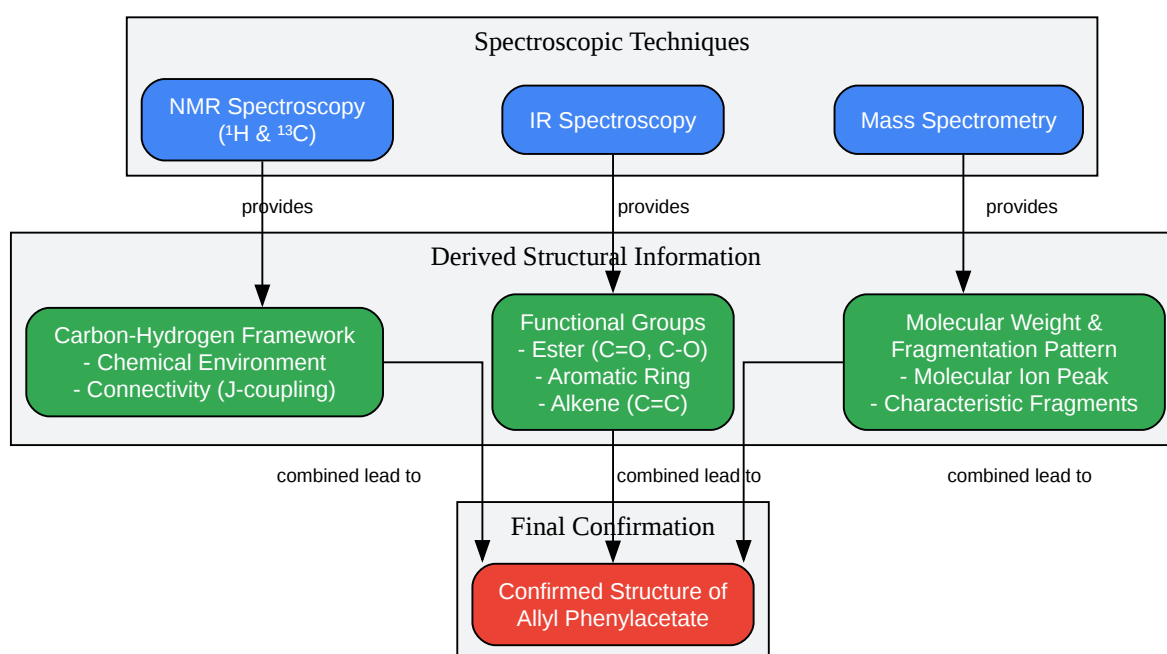 Spectroscopic Techniques
NMR Spectroscopy
(¹H & ¹³C)
IR Spectroscopy
Mass Spectrometry
provides
provides
provides
Derived Structural Information
Carbon-Hydrogen Framework
- Chemical Environment
- Connectivity (J-coupling)
Functional Groups
- Ester (C=O, C-O)
- Aromatic Ring
- Alkene (C=C)
Molecular Weight &
Fragmentation Pattern
- Molecular Ion Peak
- Characteristic Fragments
combined lead to
combined lead to
combined lead to
Final Confirmation
Confirmed Structure of
Allyl Phenylacetate